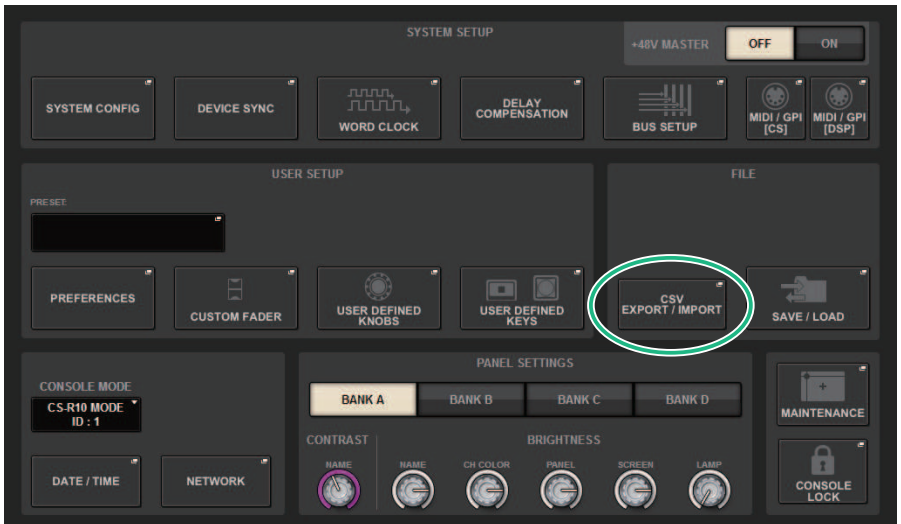 SYSTEM SETUP
+48V MASTER
OFF
ON
SYSTEM CONFIG
DEVICE SYNC
WORD CLOCK
DELAY
COMPENSATION
BUS SETUP
MIDI / GPI
[CS]
MIDI / GPI
[DSP]
USER SETUP
PRESET:
PREFERENCES
CUSTOM FADER
USER DEFINED
KNOBS
USER DEFINED
KEYS
FILE
CSV
EXPORT / IMPORT
SAVE / LOAD
CONSOLE MODE
CS-R10 MODE
ID : 1
DATE / TIME
NETWORK
PANEL SETTINGS
BANK A
BANK B
BANK C
BANK D
CONTRAST
BRIGHTNESS
NAME
NAME
CH COLOR
PANEL
SCREEN
LAMP
MAINTENANCE
CONSOLE
LOCK